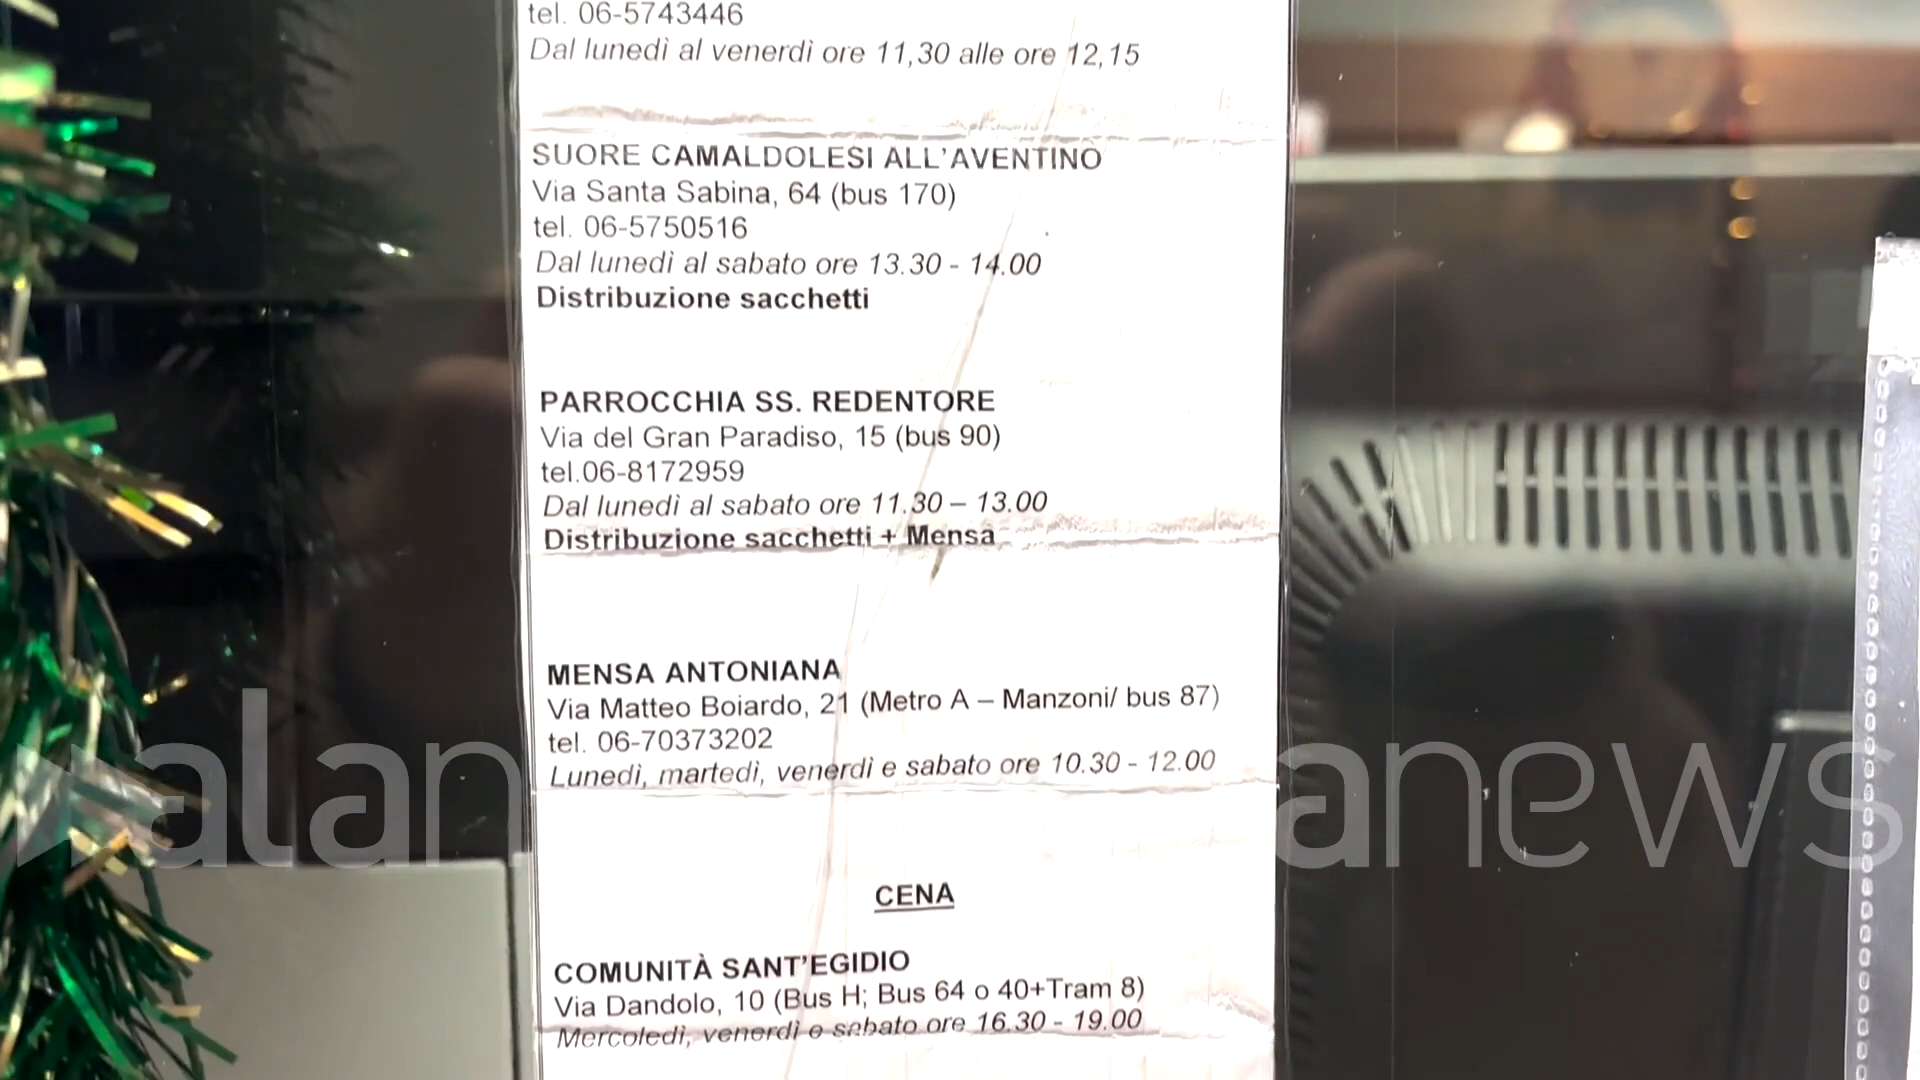 tel. 06-5743446
Dal lunedì al venerdì ore 11,30 alle ore 12,15
SUORE CAMALDOLESI ALL'AVENTINO
Via Santa Sabina, 64 (bus 170)
tel. 06-5750516
Dal lunedì al sabato ore 13.30 - 14.00
Distribuzione sacchetti
PARROCCHIA SS. REDENTORE
Via del Gran Paradiso, 15 (bus 90)
tel.06-8172959
Dal lunedì al sabato ore 11.30 – 13.00
Distribuzione sacchetti + Mensa
MENSA ANTONIANA
Via Matteo Boiardo, 21 (Metro A – Manzoni/ bus 87)
tel. 06-70373202
Lunedì, martedì, venerdì e sabato ore 10.30 - 12.00
CENA
COMUNITÀ SANT'EGIDIO
Via Dandolo, 10 (Bus H; Bus 64 o 40+Tram 8)
Mercoledì, venerdì e sabato ore 16.30 - 19.00
alan anews